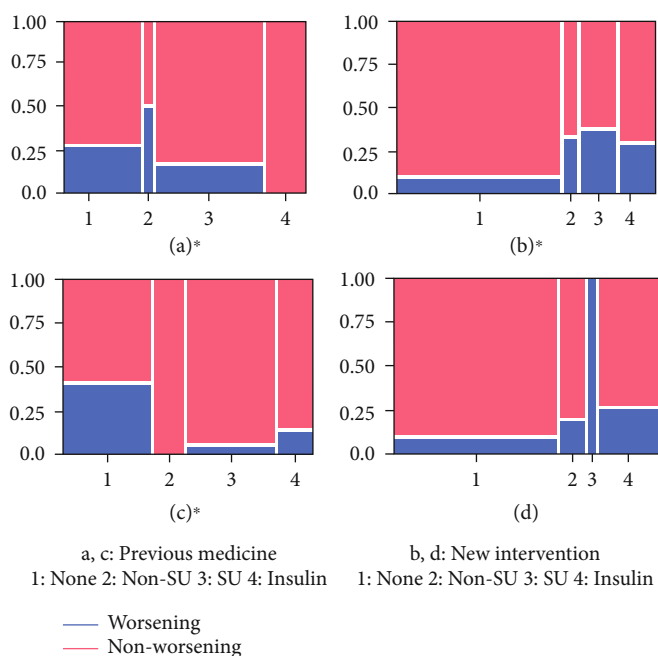 1.00
0.75
0.50
0.25
0.0
1 2 3 4
(a)*
1.00
0.75
0.50
0.25
0.0
1 2 3 4
(b)*
1.00
0.75
0.50
0.25
0.0
1 2 3 4
(c)*
1.00
0.75
0.50
0.25
0.0
1 2 3 4
(d)
a, c: Previous medicine
1: None 2: Non-SU 3: SU 4: Insulin
b, d: New intervention
1: None 2: Non-SU 3: SU 4: Insulin
Worsening
Non-worsening